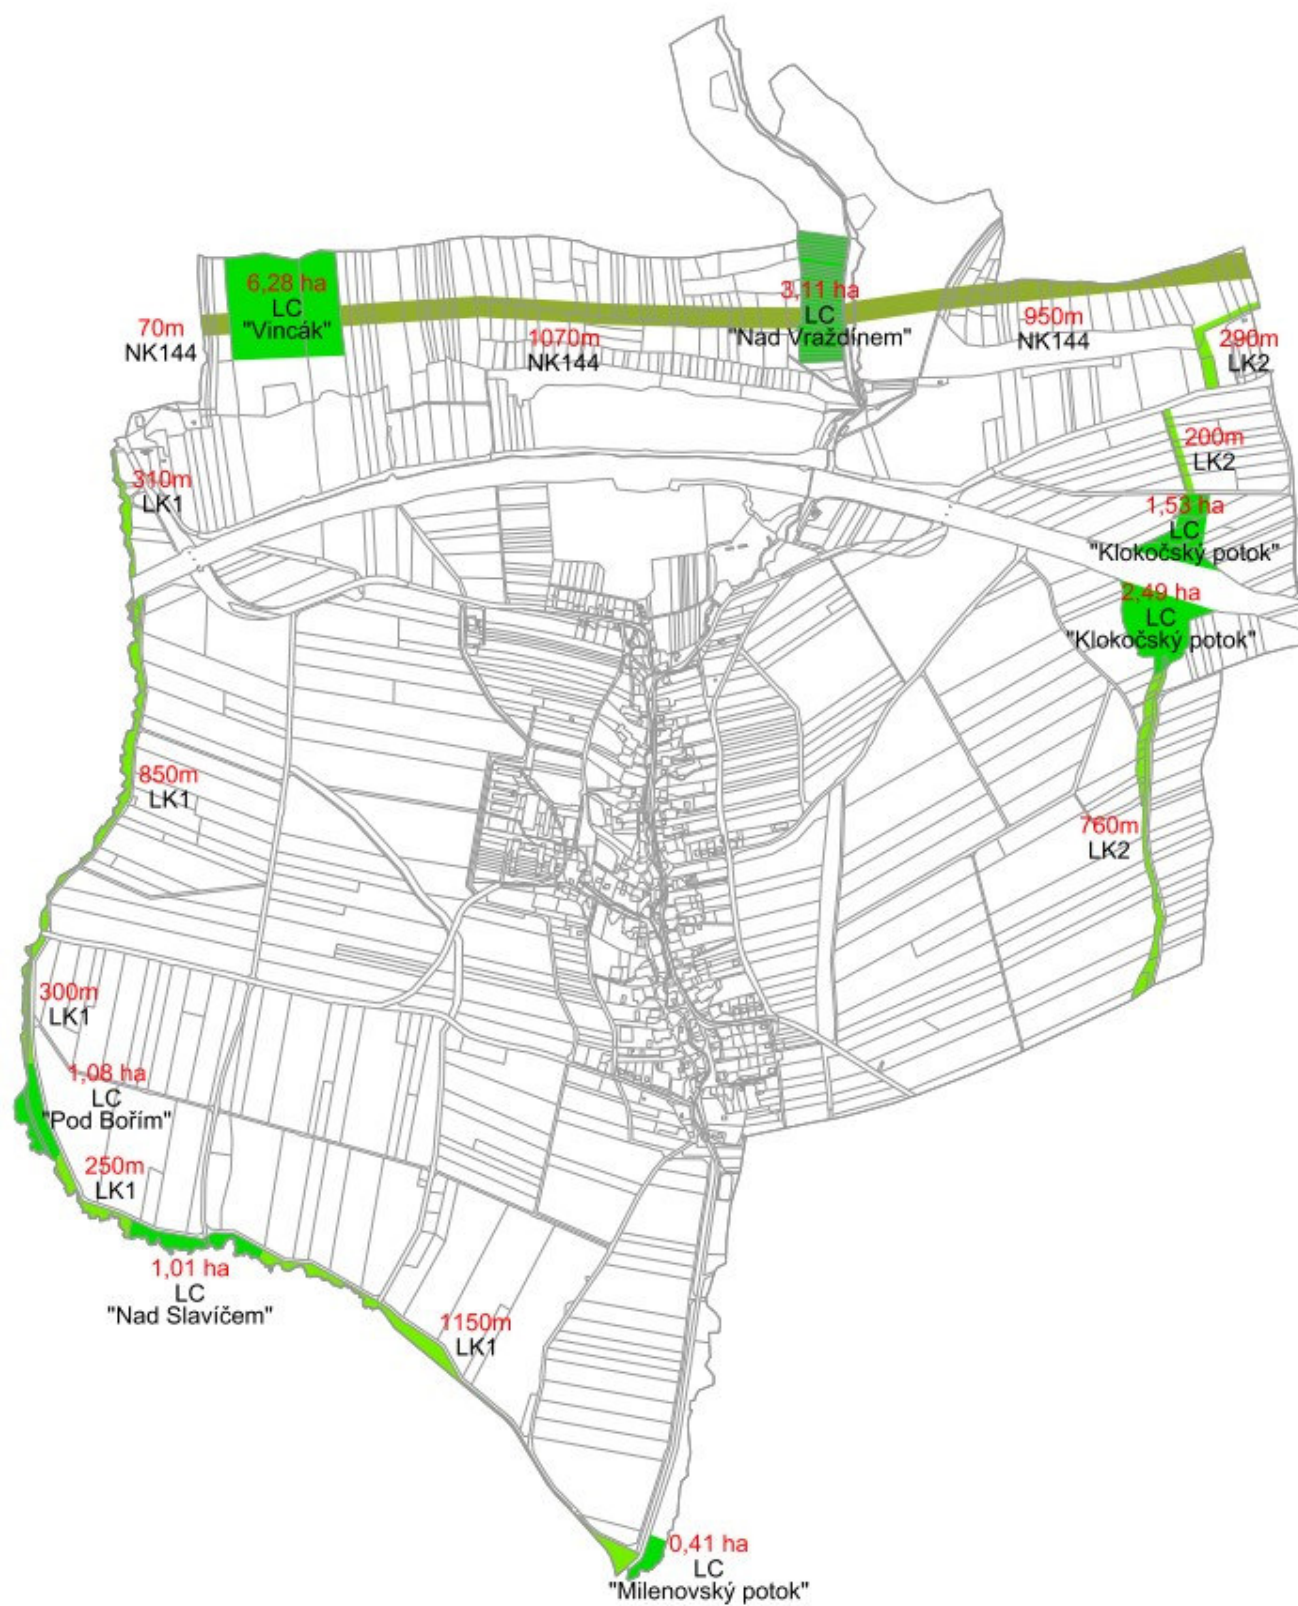 6,28 ha
LC
"Vincák"
70m
NK144
1070m
NK144
3,11 ha
LC
"Nad Vraždínem"
950m
NK144
290m
LK2
200m
LK2
310m
LK1
1,53 ha
LC
"Klokočský potok"
2,49 ha
LC
"Klokočský potok"
850m
LK1
760m
LK2
300m
LK1
1,08 ha
LC
"Pod Bořím"
250m
LK1
1,01 ha
LC
"Nad Slavíčem"
1150m
LK1
0,41 ha
LC
"Milenovský potok"